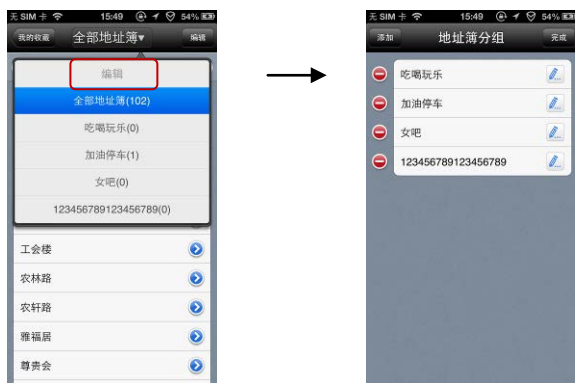 无 SIM 卡 15:49 54%
我的收藏 全部地址簿▾ 编辑
编辑
全部地址簿(102)
吃喝玩乐(0)
加油停车(1)
女吧(0)
123456789123456789(0)
工会楼
农林路
农轩路
雅福居
尊贵会
无 SIM 卡 15:49 54%
添加 地址簿分组 完成
吃喝玩乐
加油停车
女吧
123456789123456789